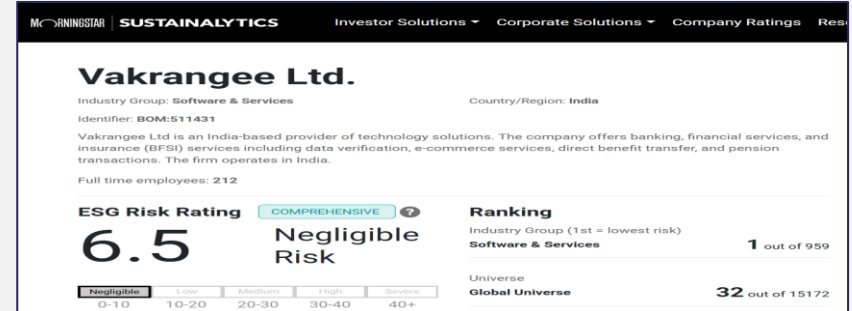 MORNINGSTAR | SUSTAINALYTICS Investor Solutions Corporate Solutions Company Ratings
Vakrangee Ltd.
Industry Group: Software & Services Country/Region: India
Identifier: BOM:511431
Vakrangee Ltd is an India-based provider of technology solutions. The company offers banking, financial services, and
insurance (BFSI) services including data verification, e-commerce services, direct benefit transfer, and pension
transactions. The firm operates in India.
Full time employees: 212
ESG Risk Rating COMPREHENSIVE ? Ranking
Industry Group (1st = lowest risk)
6.5 Negligible Risk Software & Services 1 out of 959
Universe
Negligible Low Medium High Severe Global Universe 32 out of 15172
0-10 10-20 20-30 30-40 40+